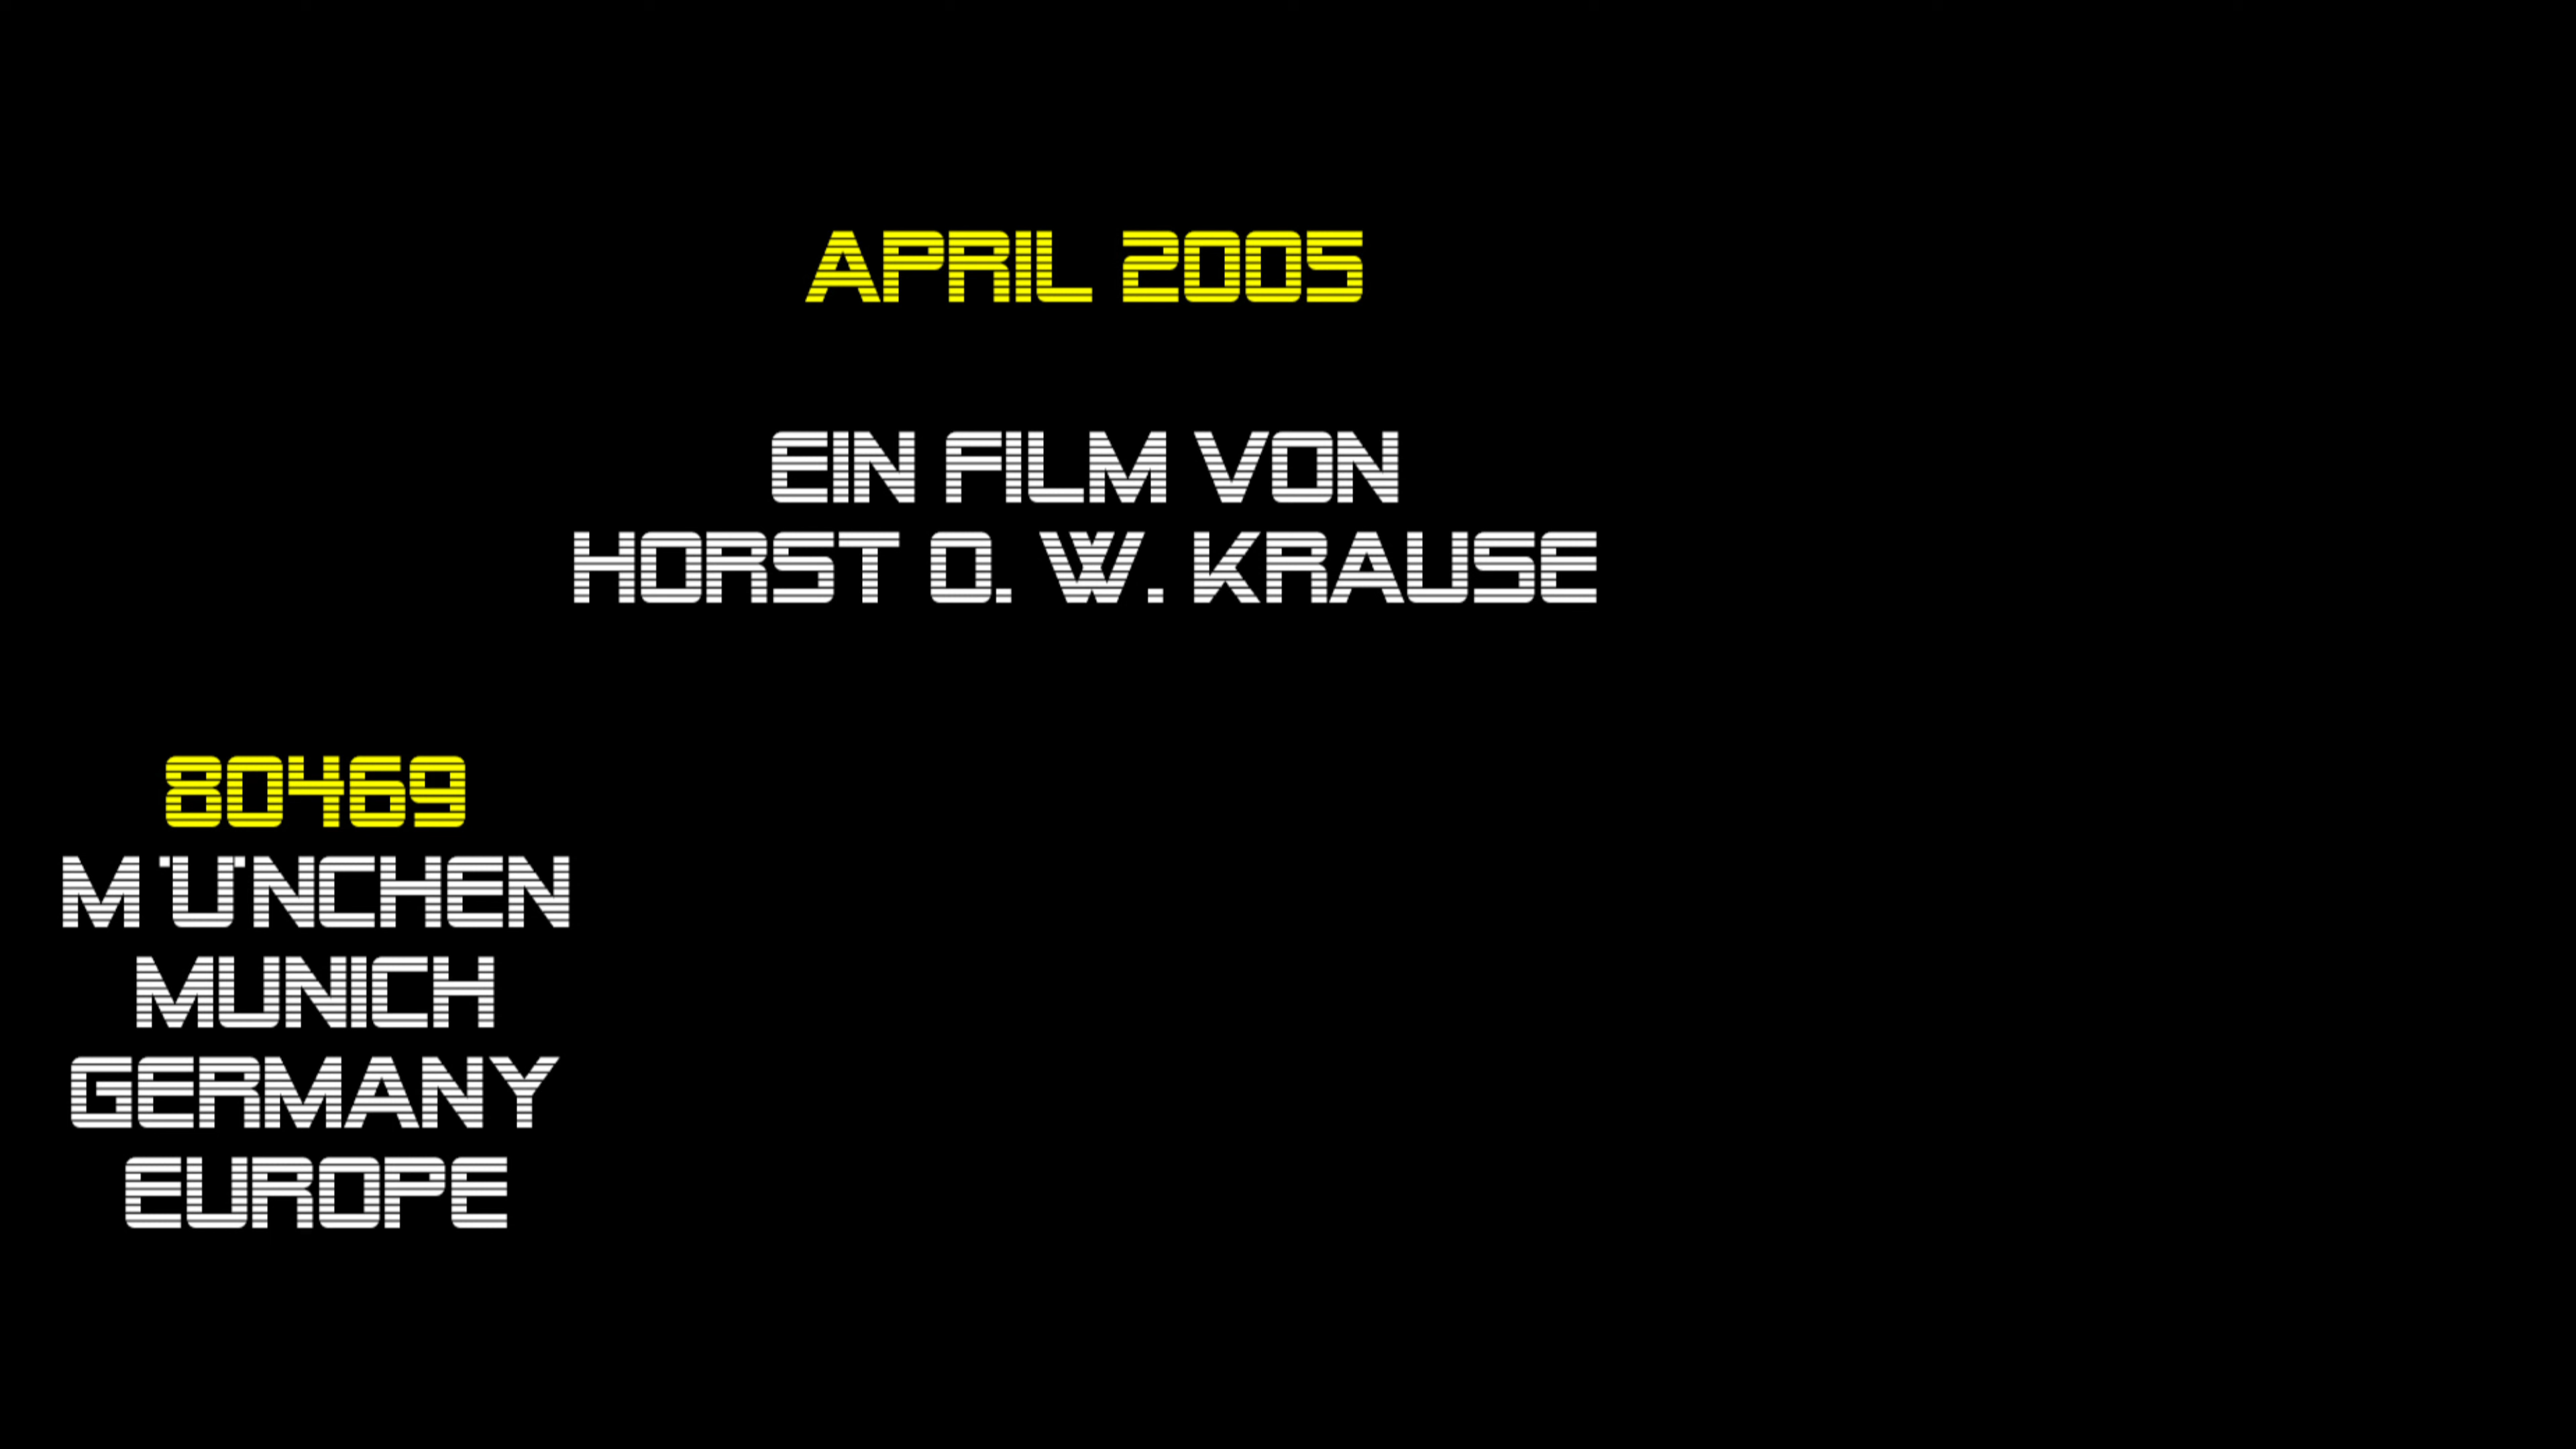 APRIL 2005
EIN FILM VON
HORST O. W. KRAUSE
80469
MÜNCHEN
MUNICH
GERMANY
EUROPE